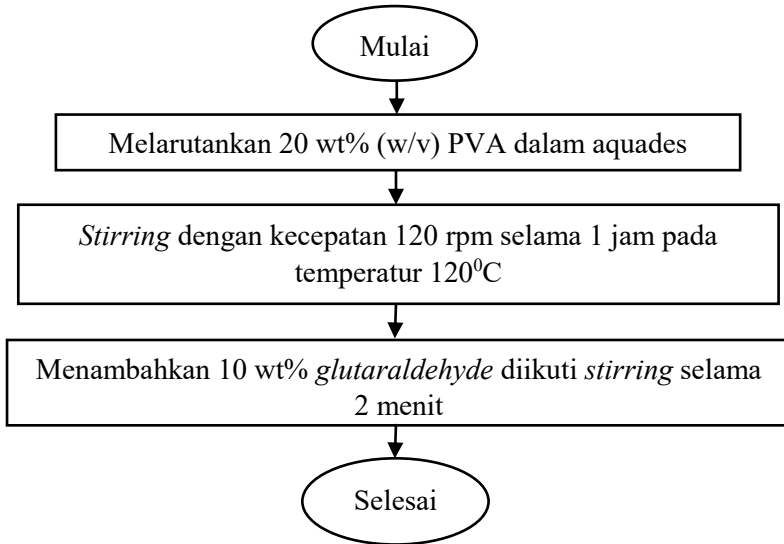 Mulai
Melarutankan 20 wt% (w/v) PVA dalam aquades
Stirring dengan kecepatan 120 rpm selama 1 jam pada
temperatur 120⁰C
Menambahkan 10 wt% glutaraldehyde diikuti stirring selama
2 menit
Selesai